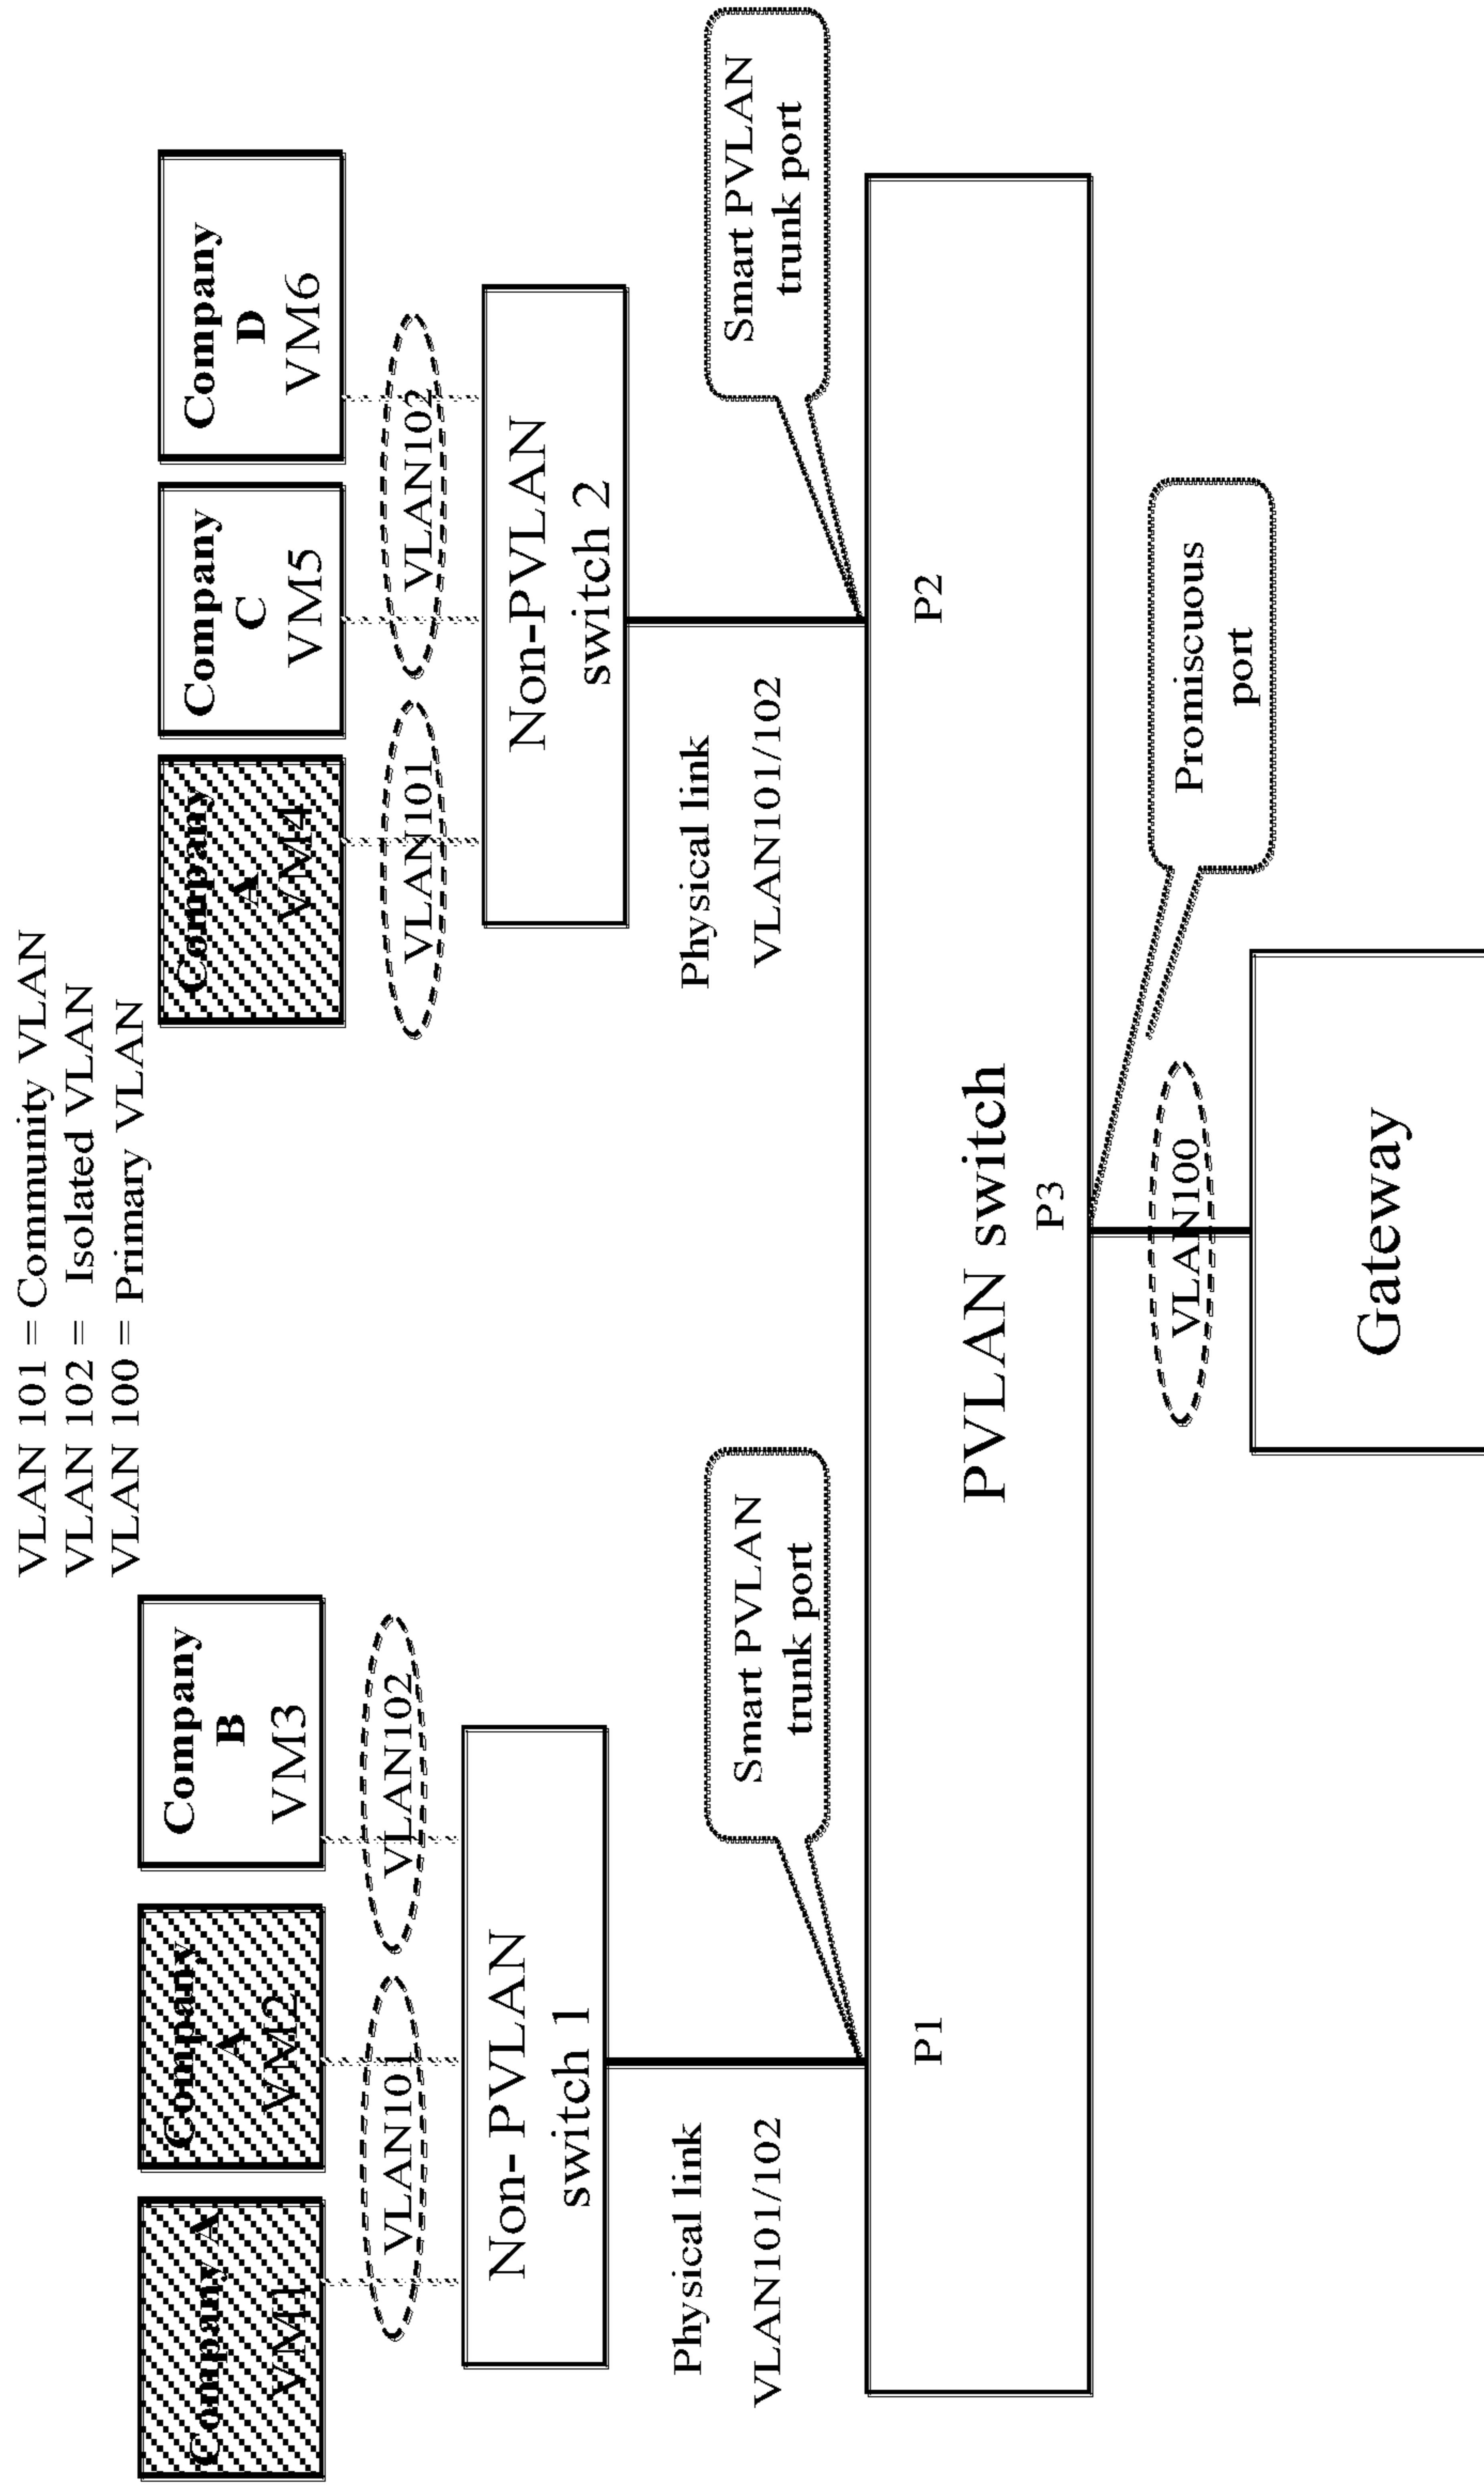 VLAN 101 = Community VLAN
VLAN 102 = Isolated VLAN
VLAN 100 = Primary VLAN
Company A
VM1
Company
A
VM2
Company
B
VM3
Company
A
VM4
Company
C
VM5
Company
D
VM6
VLAN101
VLAN102
VLAN101
VLAN102
Non- PVLAN
switch 1
Non-PVLAN
switch 2
Physical link
VLAN101/102
Smart PVLAN
trunk port
Physical link
VLAN101/102
Smart PVLAN
trunk port
P1
P2
PVLAN switch
P3
VLAN100
Promiscuous
port
Gateway